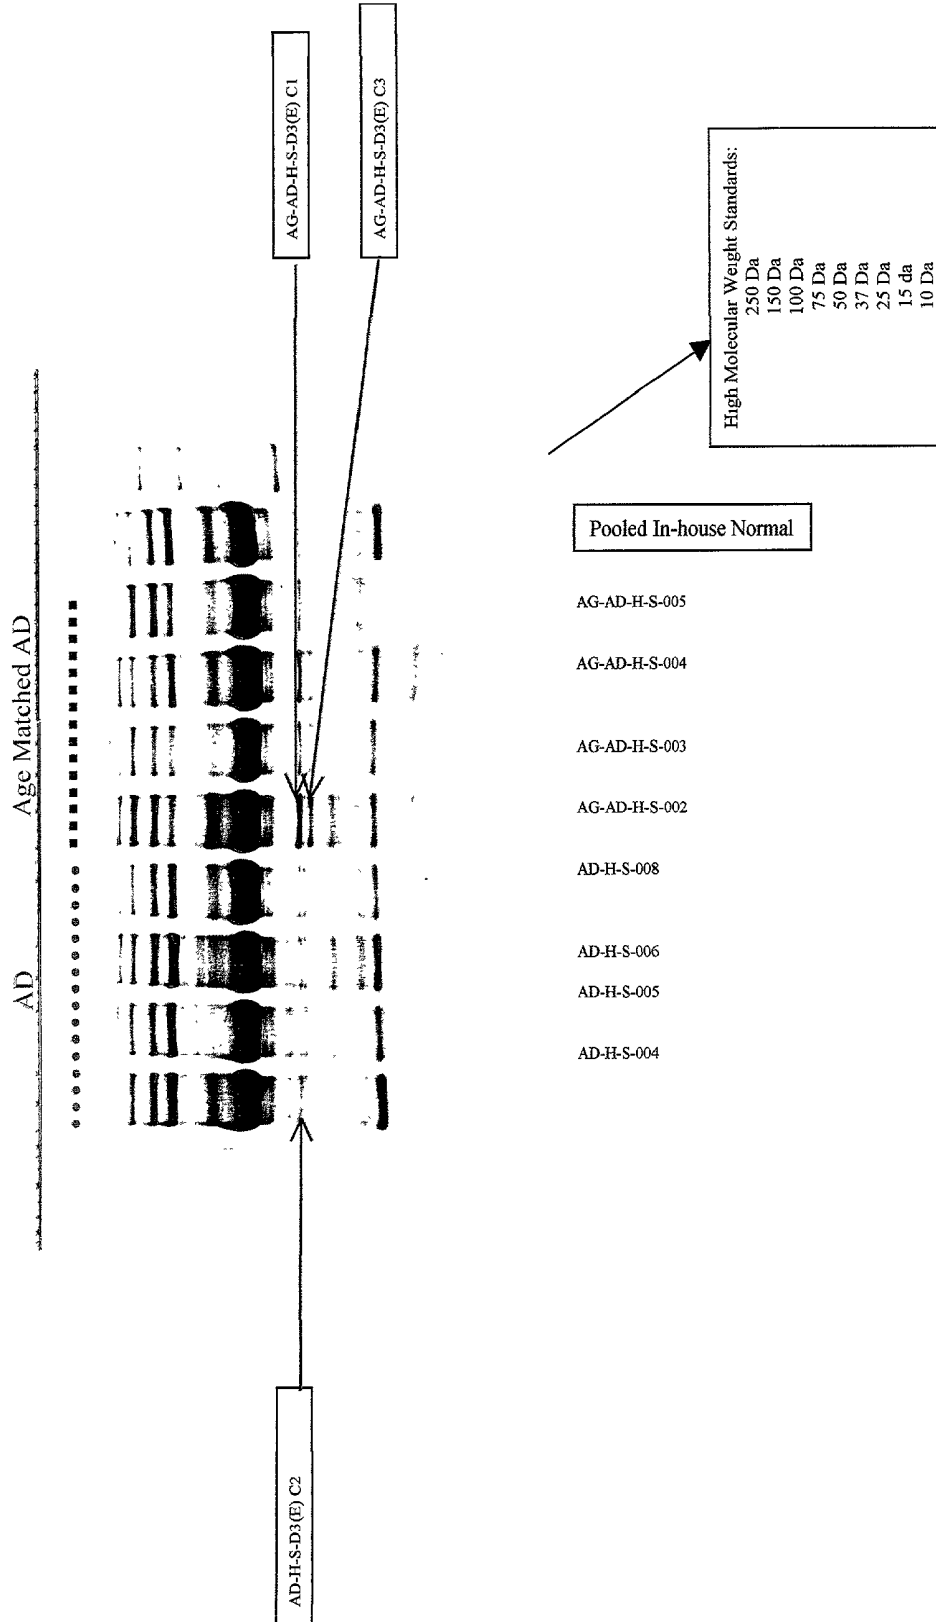 AD
Age Matched AD
AG-AD-H-S-D3(E) C1
AG-AD-H-S-D3(E) C3
AD-H-S-D3(E) C2
Pooled In-house Normal
AG-AD-H-S-005
AG-AD-H-S-004
AG-AD-H-S-003
AG-AD-H-S-002
AD-H-S-008
AD-H-S-006
AD-H-S-005
AD-H-S-004
High Molecular Weight Standards:
250 Da
150 Da
100 Da
75 Da
50 Da
37 Da
25 Da
15 da
10 Da